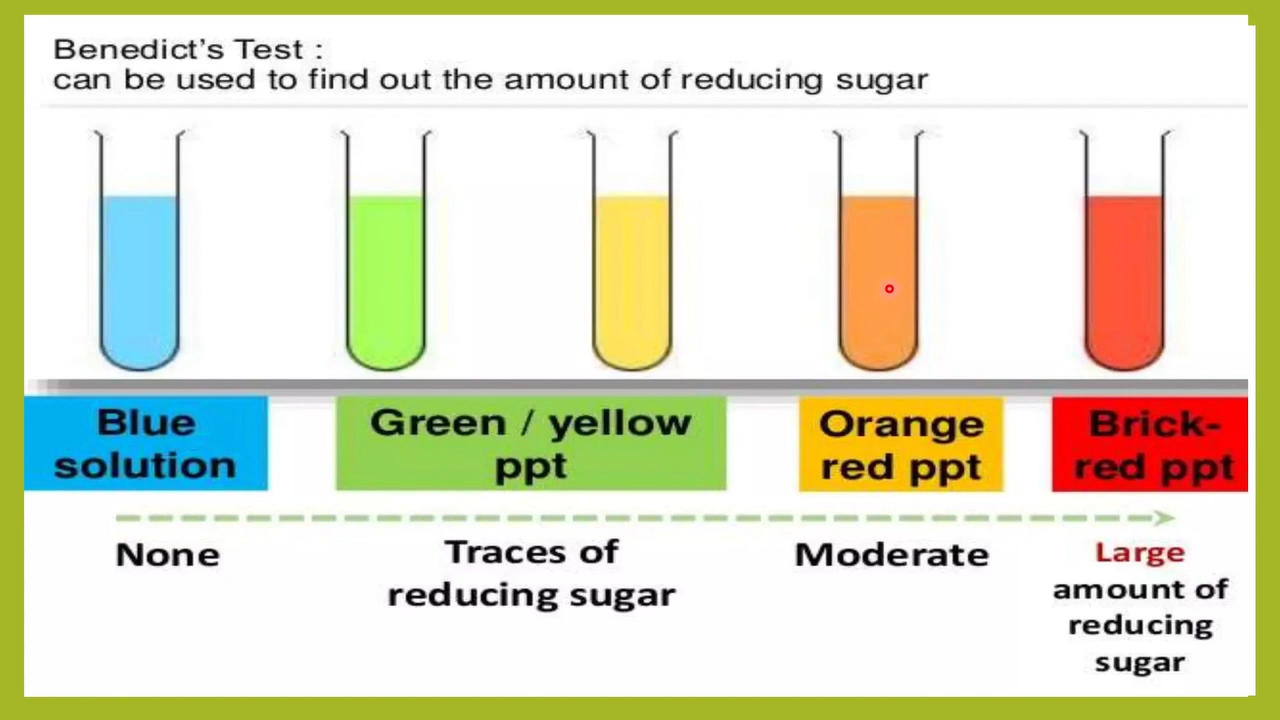 Benedict's Test :
can be used to find out the amount of reducing sugar
Blue
solution
Green / yellow
ppt
Orange
red ppt
Brick-
red ppt
None
Traces of
reducing sugar
Moderate
Large
amount of
reducing
sugar